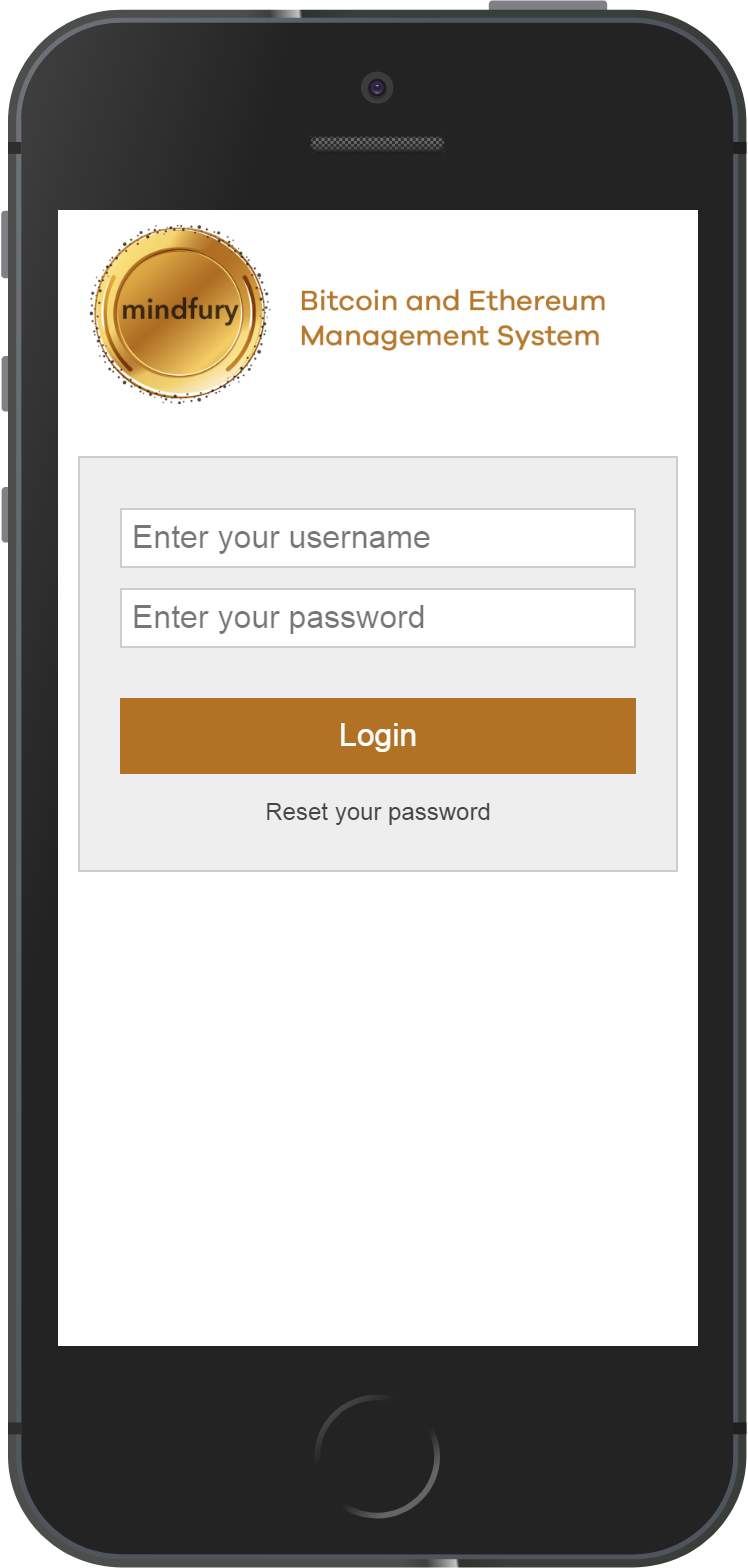 mindfury
Bitcoin and Ethereum
Management System
Enter your username
Enter your password
Login
Reset your password